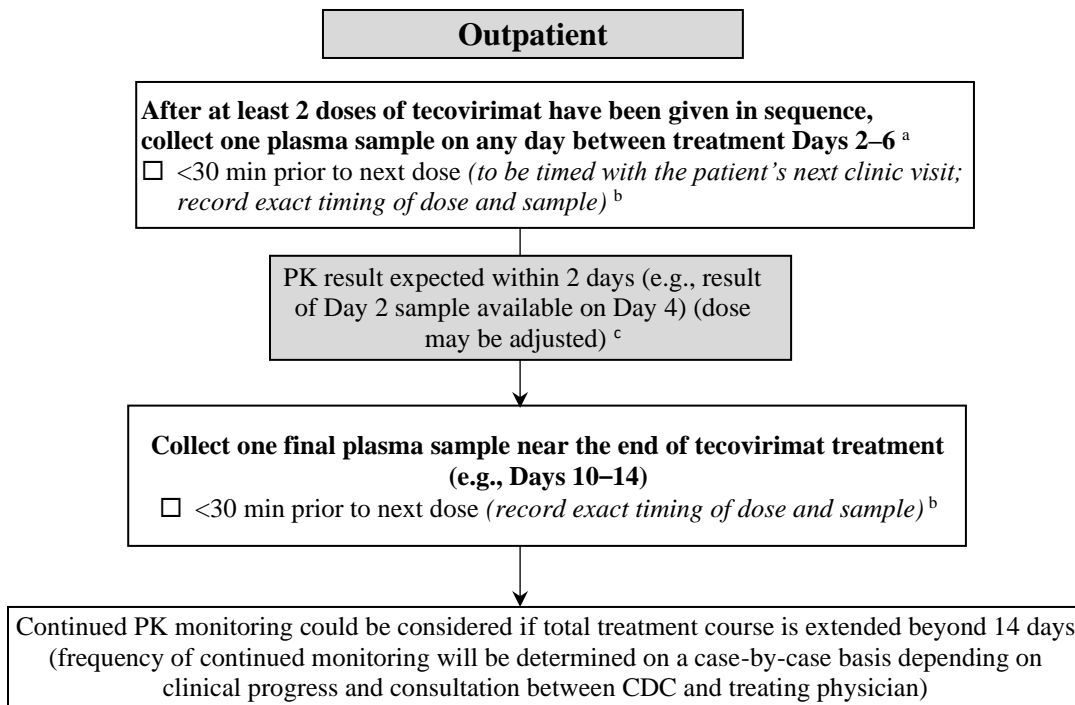 Outpatient
After at least 2 doses of tecovirimat have been given in sequence,
collect one plasma sample on any day between treatment Days 2–6 a
☐ <30 min prior to next dose (to be timed with the patient’s next clinic visit;
record exact timing of dose and sample) b
PK result expected within 2 days (e.g., result
of Day 2 sample available on Day 4) (dose
may be adjusted) c
Collect one final plasma sample near the end of tecovirimat treatment
(e.g., Days 10–14)
☐ <30 min prior to next dose (record exact timing of dose and sample) b
Continued PK monitoring could be considered if total treatment course is extended beyond 14 days
(frequency of continued monitoring will be determined on a case-by-case basis depending on
clinical progress and consultation between CDC and treating physician)